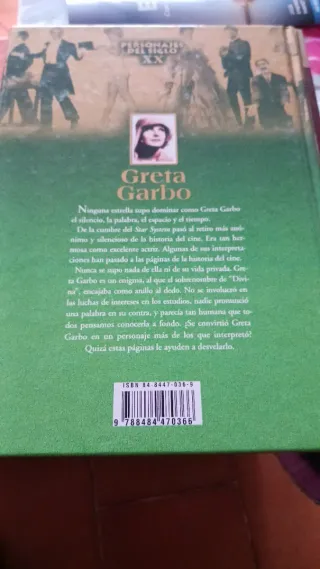 PERSONAJES
DEL SIGLO
XX
Greta
Garbo
Ninguna estrella supo dominar como Greta Garbo
el silencio, la palabra, el espacio y el tiempo.
De la cumbre del Star System pasó al retiro más anó-
nimo y silencioso de la historia del cine. Era tan her-
mosa como excelente actriz. Algunas de sus interpreta-
ciones han pasado a las páginas de la historia del cine.
Nunca se supo nada de ella ni de su vida privada. Gre-
ta Garbo es un enigma, al que el sobrenombre de "Divi-
na", encajaba como anillo al dedo. No se involucró en
las luchas de intereses en los estudios, nadie pronunció
una palabra en su contra, y parecía tan humana que to-
dos pensamos conocerla a fondo. ¿Se convirtió Greta
Garbo en un personaje más de los que interpretó?
Quizá estas páginas le ayuden a desvelarlo.
ISBN 84-8447-036-9
9 788484 470366